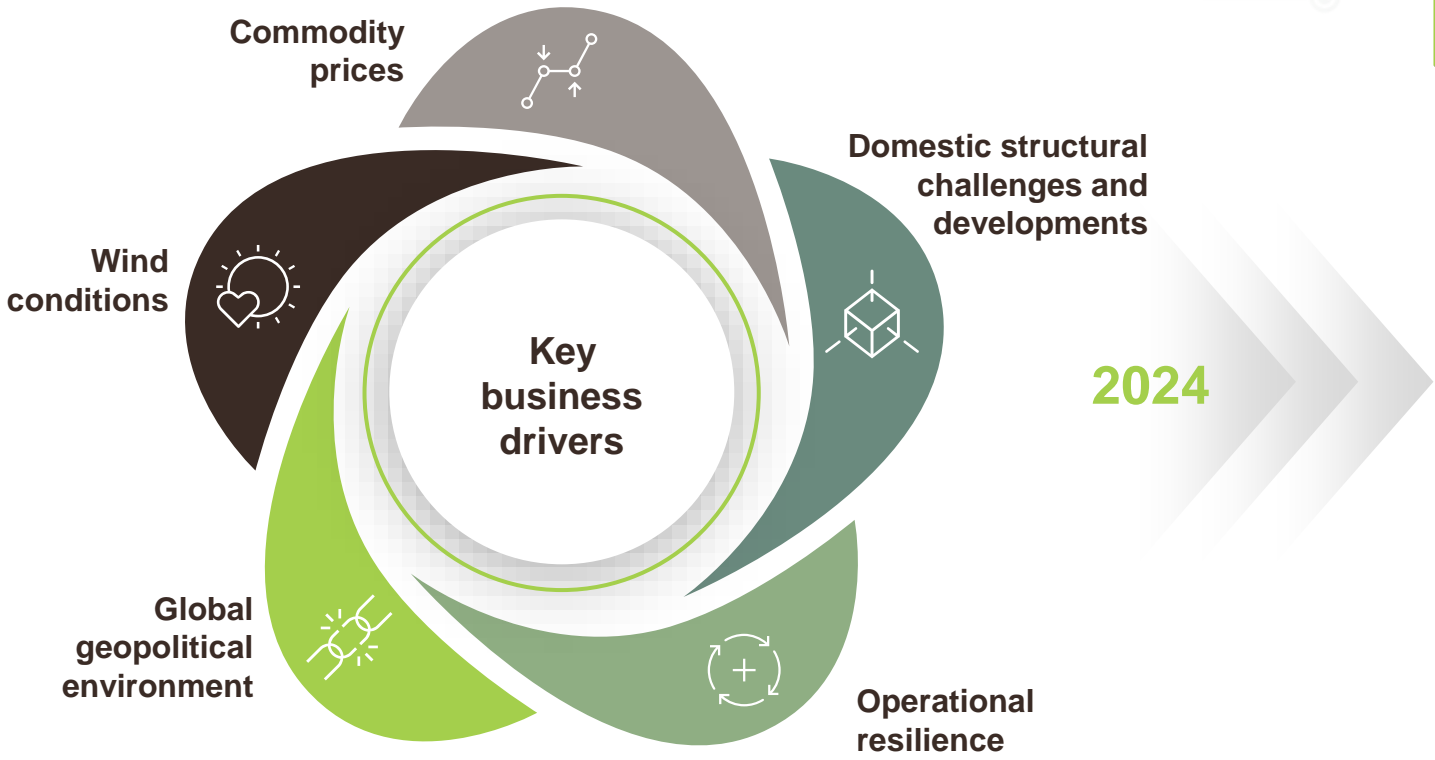 Commodity
prices
Domestic structural
challenges and
developments
Wind
conditions
Key
business
drivers
2024
Global
geopolitical
environment
Operational
resilience